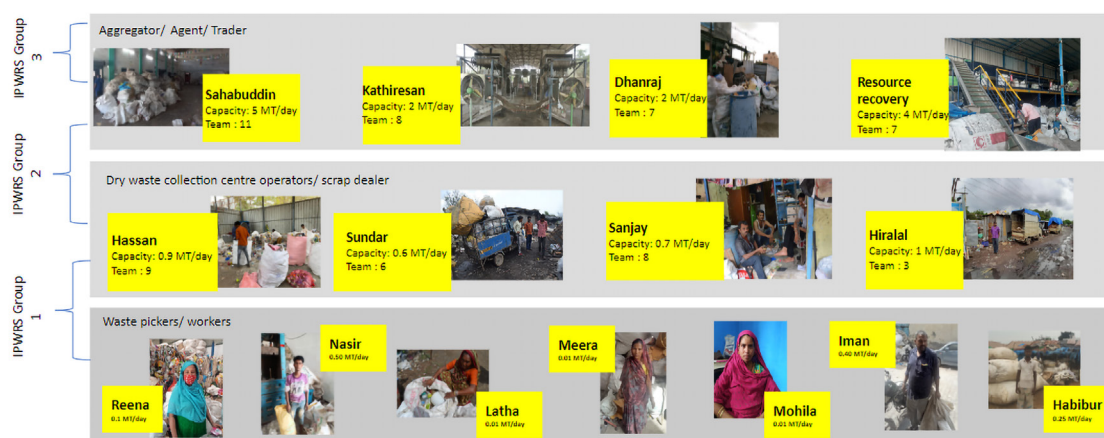 IPWRS Group
3
Aggregator/ Agent/ Trader
Sahabuddin
Capacity: 5 MT/day
Team : 11
Kathiresan
Capacity: 2 MT/day
Team : 8
Dhanraj
Capacity: 2 MT/day
Team : 7
Resource
recovery
Capacity: 4 MT/day
Team : 7
IPWRS Group
2
Dry waste collection centre operators/ scrap dealer
Hassan
Capacity: 0.9 MT/day
Team : 9
Sundar
Capacity: 0.6 MT/day
Team : 6
Sanjay
Capacity: 0.7 MT/day
Team : 8
Hiralal
Capacity: 1 MT/day
Team : 3
IPWRS Group
1
Waste pickers/ workers
Reena
0.1 MT/day
Nasir
0.50 MT/day
Latha
0.01 MT/day
Meera
0.01 MT/day
Mohila
0.01 MT/day
Iman
0.40 MT/day
Habibur
0.25 MT/day